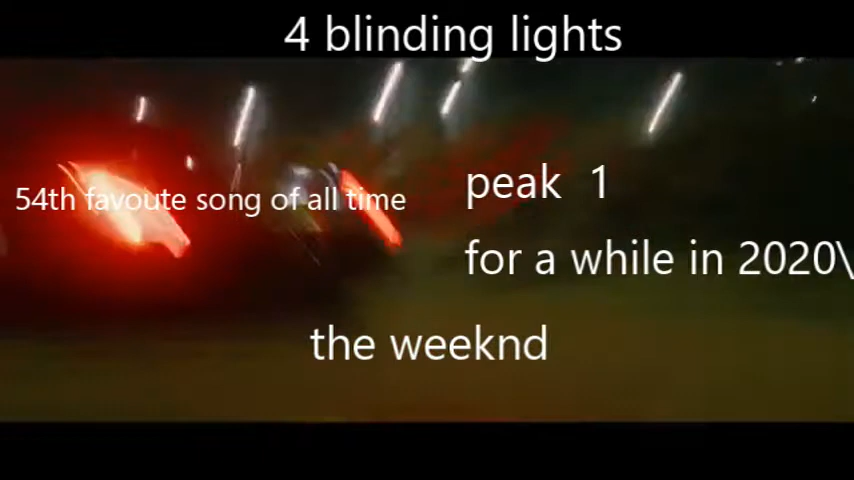 4 blinding lights
54th favoute song of all time
peak  1
for a while in 2020\
the weeknd